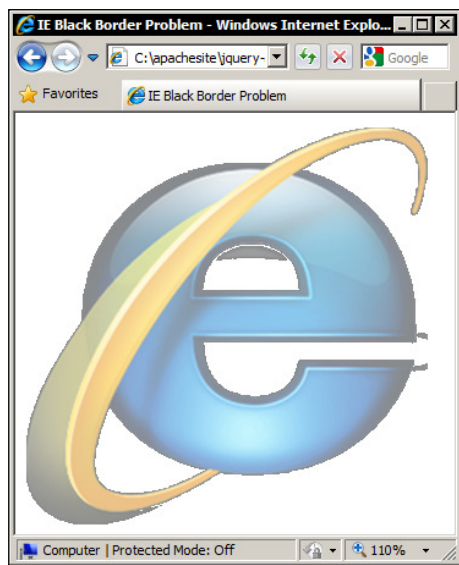 IE Black Border Problem - Windows Internet Explo...
C:\apachesite\jquery-
Google
Favorites
IE Black Border Problem
Computer | Protected Mode: Off
110%